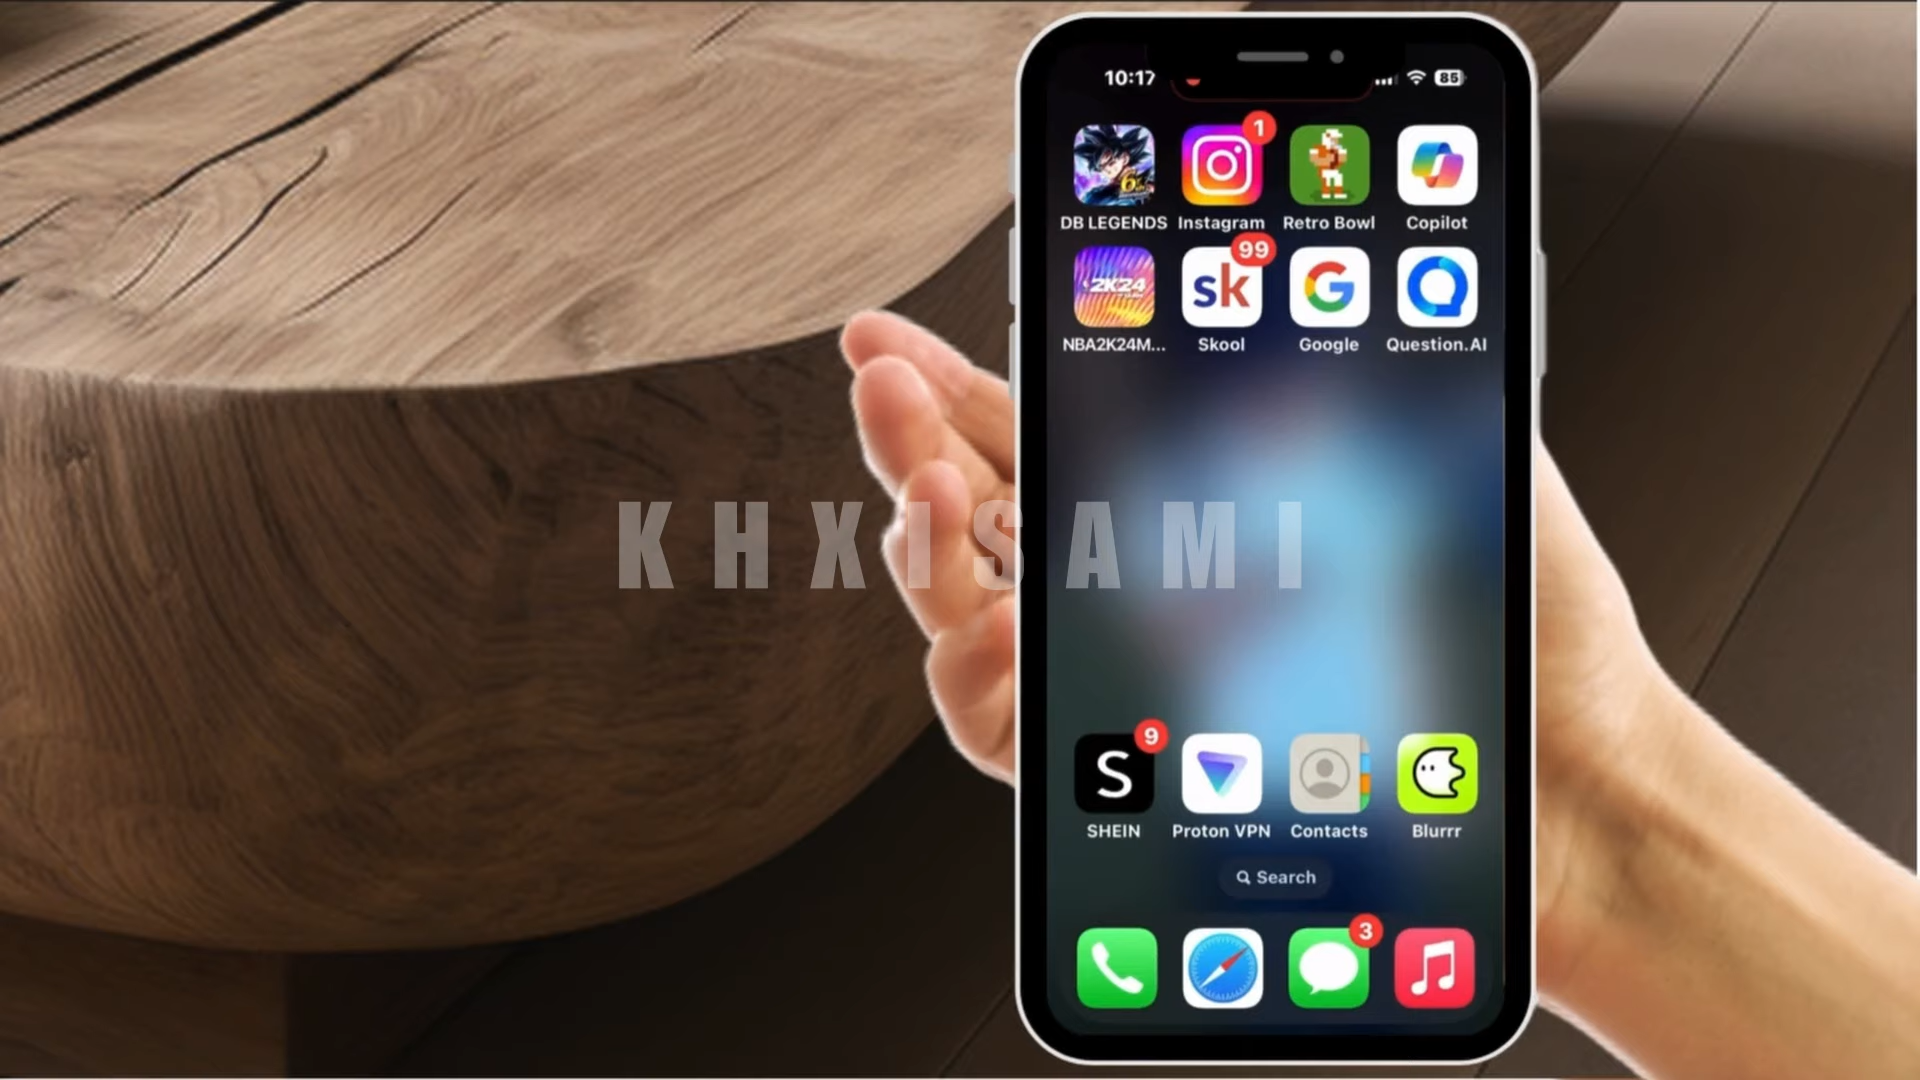 10:17
85
1
DB LEGENDS Instagram Retro Bowl Copilot
2K24
sk
99
G
NBA2K24M... Skool Google Question.AI
KHXISAMI
S
9
SHEIN Proton VPN Contacts Blurrr
Search
3